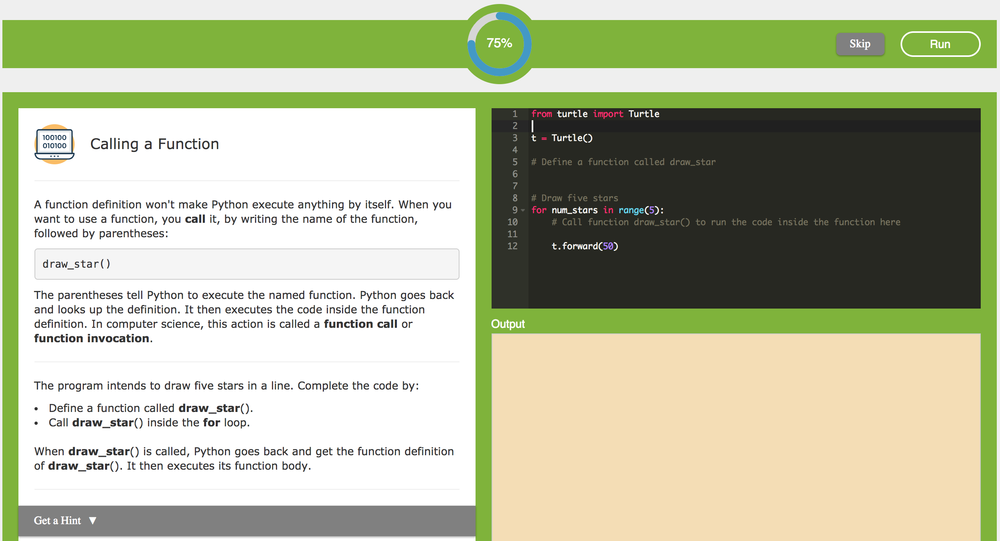 75%
Skip
Run
100100
010100
Calling a Function
A function definition won't make Python execute anything by itself. When you
want to use a function, you call it, by writing the name of the function,
followed by parentheses:
draw_star()
The parentheses tell Python to execute the named function. Python goes back
and looks up the definition. It then executes the code inside the function
definition. In computer science, this action is called a function call or
function invocation.
The program intends to draw five stars in a line. Complete the code by:
• Define a function called draw_star().
• Call draw_star() inside the for loop.
When draw_star() is called, Python goes back and get the function definition
of draw_star(). It then executes its function body.
Get a Hint ▼
1 from turtle import Turtle
2
3 t = Turtle()
4
5 # Define a function called draw_star
6
7
8 # Draw five stars
9 for num_stars in range(5):
10     # Call function draw_star() to run the code inside the function here
11
12     t.forward(50)
Output